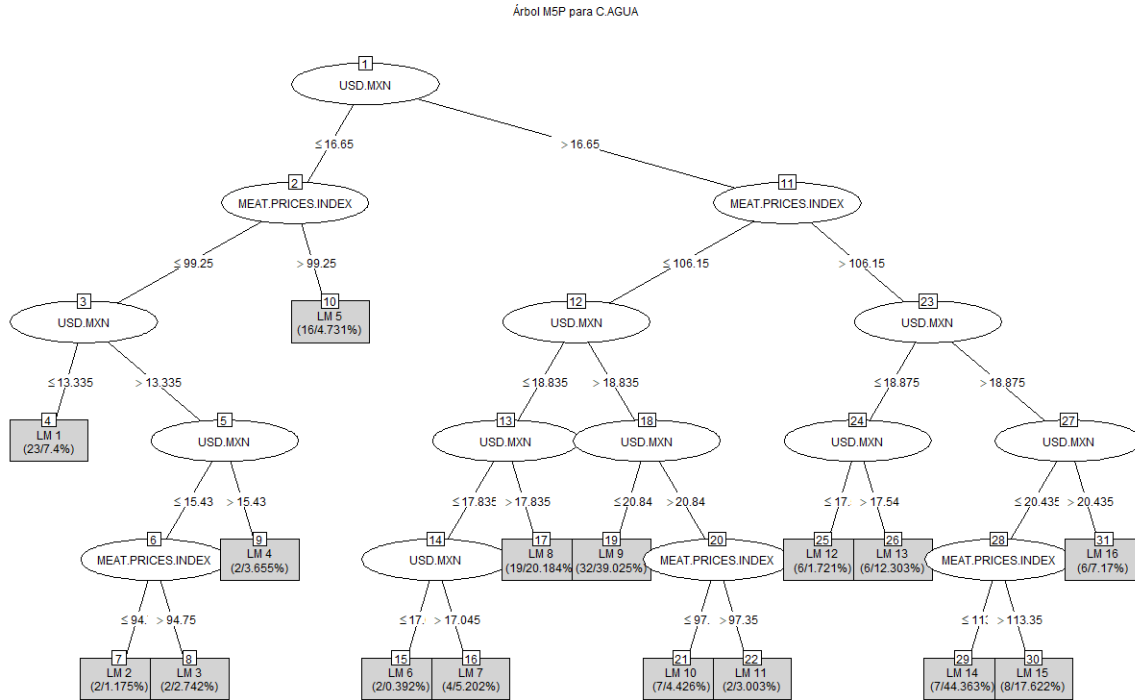 Árbol M5P para C.AGUA
1
USD.MXN
≤16.65
> 16.65
2
MEAT.PRICES.INDEX
11
MEAT.PRICES.INDEX
≤ 99.25
> 99.25
≤ 106.15
> 106.15
3
USD.MXN
10
LM 5
(16/4.731%)
12
USD.MXN
23
USD.MXN
≤13.335
> 13.335
≤ 18.835
> 18.835
≤ 18.875
> 18.875
4
LM 1
(23/7.4%)
5
USD.MXN
13
USD.MXN
18
USD.MXN
24
USD.MXN
27
USD.MXN
≤15.43
> 15.43
≤17.835
> 17.835
≤20.84
>20.84
≤ 17.
> 17.54
≤ 20.435
> 20.435
6
MEAT.PRICES.INDEX
9
LM 4
(2/3.655%)
14
USD.MXN
17
LM 8
(19/20.184%)
19
LM 9
(32/39.025%)
20
MEAT.PRICES.INDEX
25
LM 12
(6/1.721%)
26
LM 13
(6/12.303%)
28
MEAT.PRICES.INDEX
31
LM 16
(6/7.17%)
≤ 94.
> 94.75
≤ 17.
> 17.045
≤ 97.
> 97.35
> 113.35
7
LM 2
(2/1.175%)
8
LM 3
(2/2.742%)
15
LM 6
(2/0.392%)
16
LM 7
(4/5.202%)
21
LM 10
(7/4.426%)
22
LM 11
(2/3.003%)
29
LM 14
(7/44.363%)
30
LM 15
(8/17.622%)